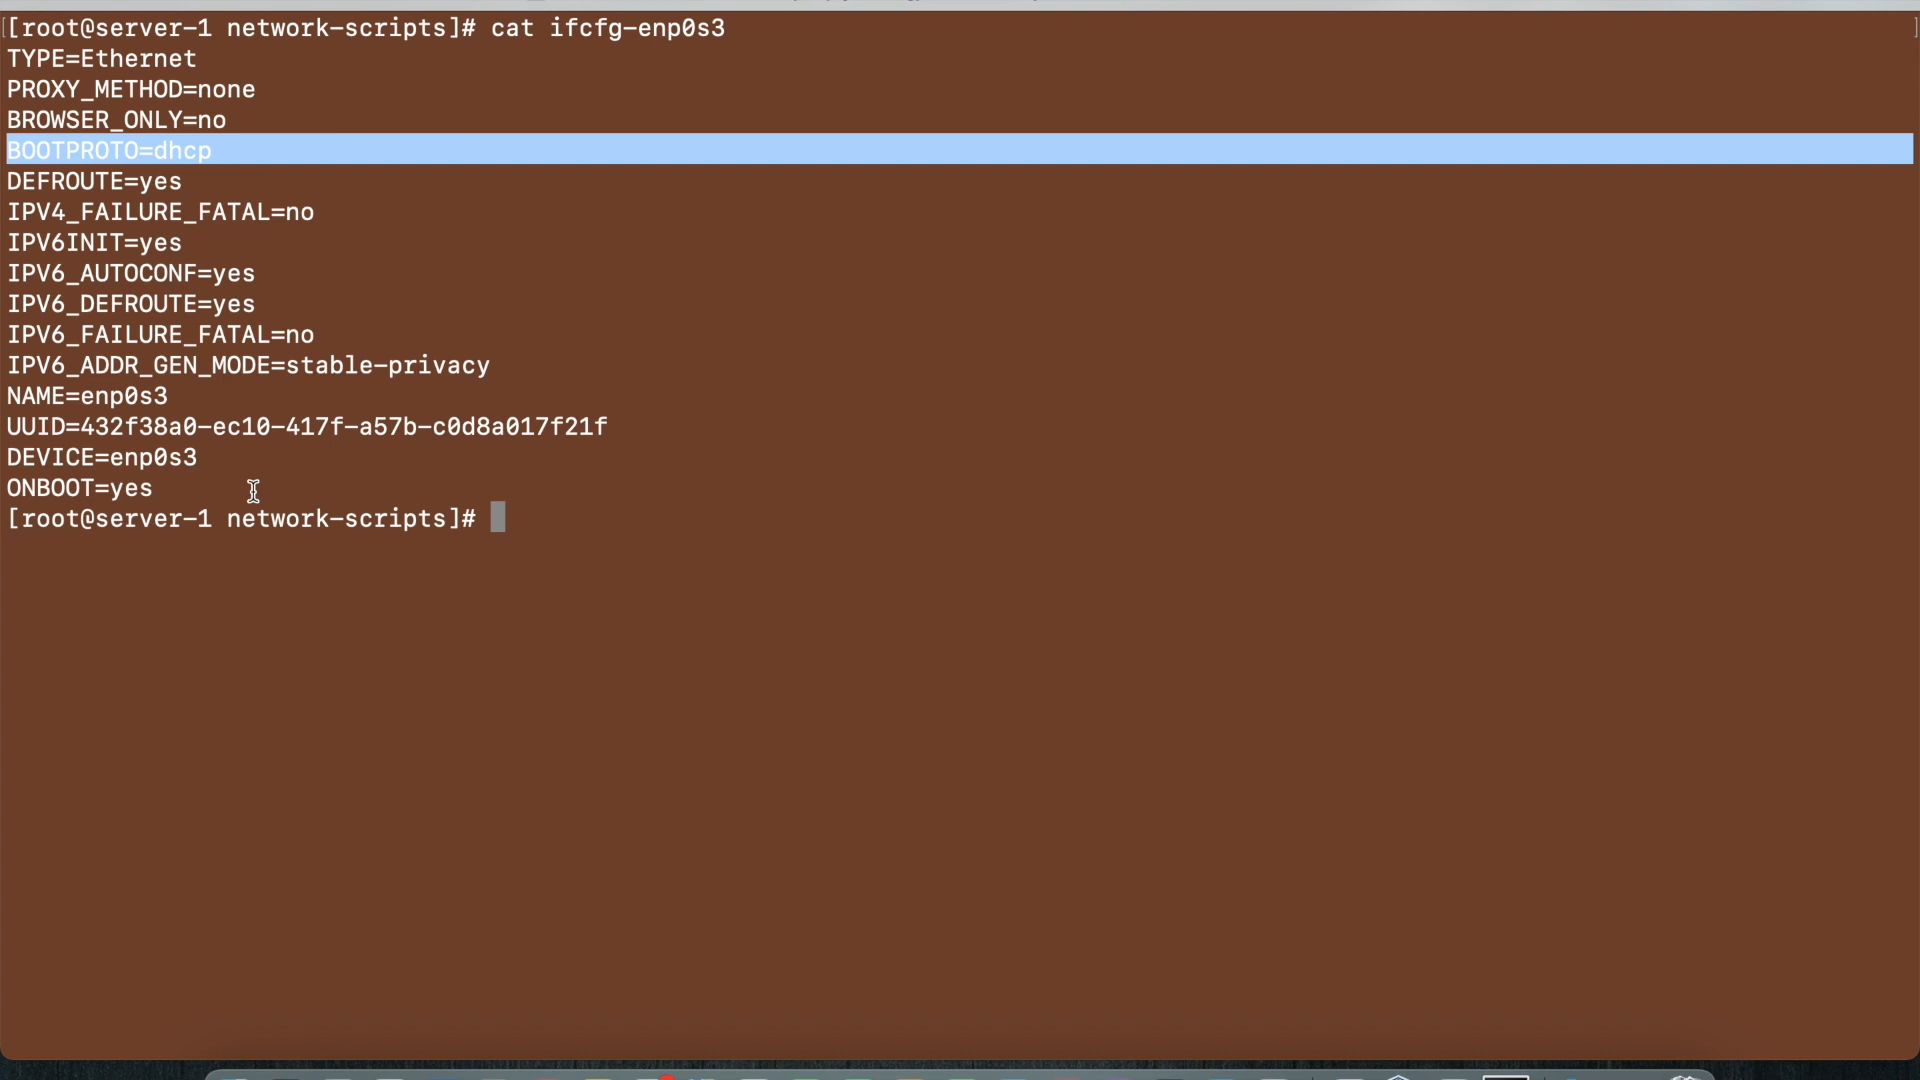 [root@server-1 network-scripts]# cat ifcfg-enp0s3
TYPE=Ethernet
PROXY_METHOD=none
BROWSER_ONLY=no
BOOTPROTO=dhcp
DEFROUTE=yes
IPV4_FAILURE_FATAL=no
IPV6INIT=yes
IPV6_AUTOCONF=yes
IPV6_DEFROUTE=yes
IPV6_FAILURE_FATAL=no
IPV6_ADDR_GEN_MODE=stable-privacy
NAME=enp0s3
UUID=432f38a0-ec10-417f-a57b-c0d8a017f21f
DEVICE=enp0s3
ONBOOT=yes
[root@server-1 network-scripts]#